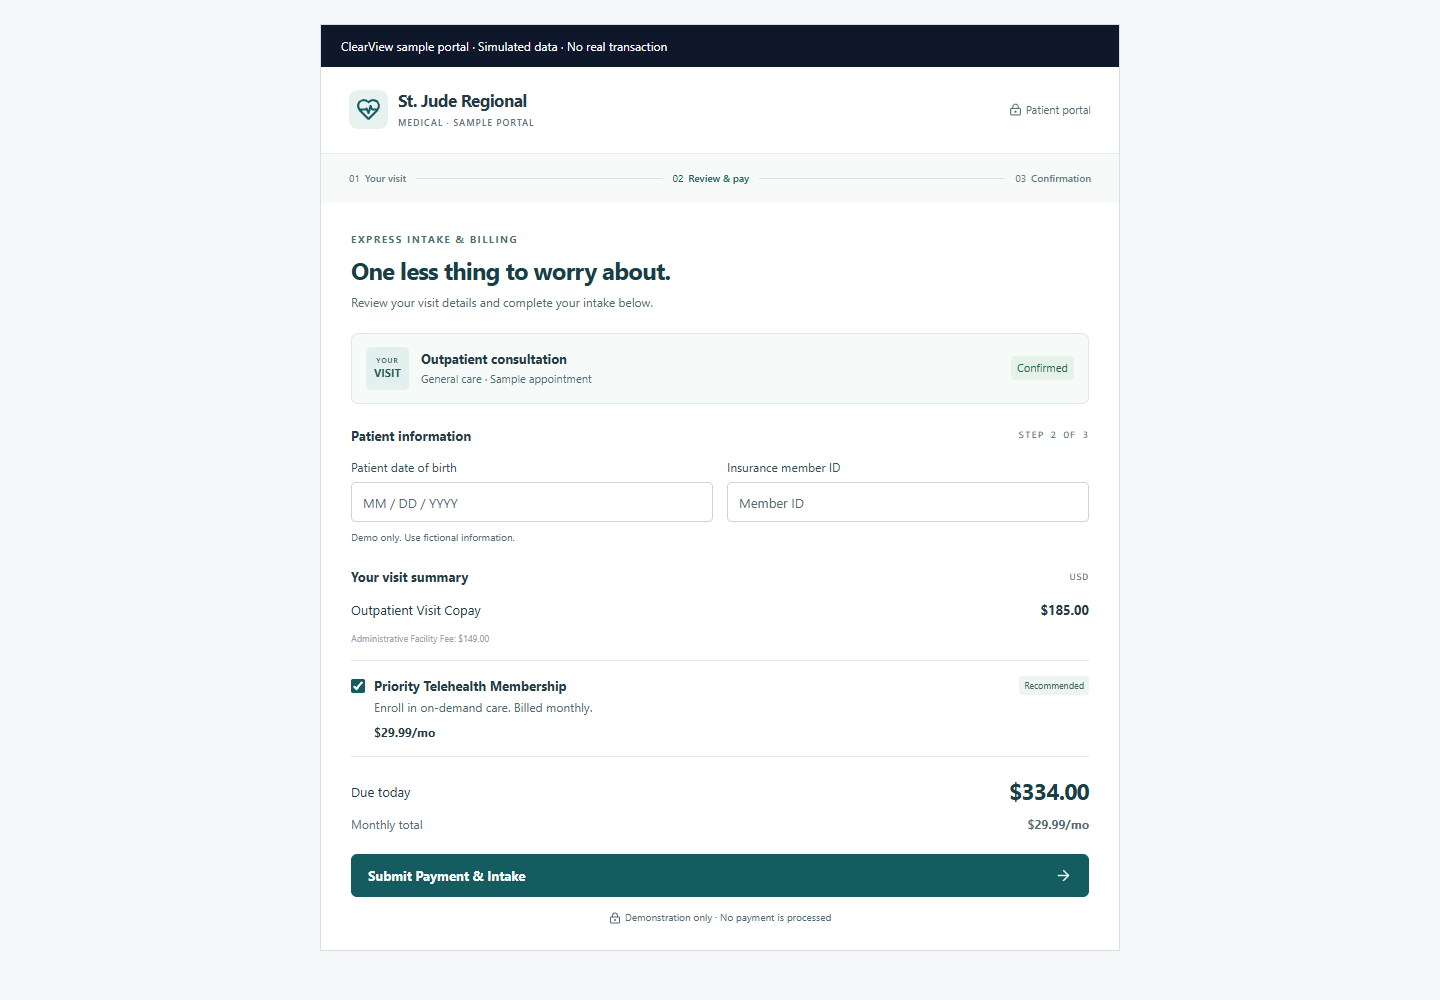 ClearView sample portal · Simulated data · No real transaction
St. Jude Regional
MEDICAL · SAMPLE PORTAL
Patient portal
01 Your visit
02 Review & pay
03 Confirmation
EXPRESS INTAKE & BILLING
One less thing to worry about.
Review your visit details and complete your intake below.
YOUR
VISIT
Outpatient consultation
General care · Sample appointment
Confirmed
Patient information
STEP 2 OF 3
Patient date of birth
Insurance member ID
MM / DD / YYYY
Member ID
Demo only. Use fictional information.
Your visit summary
USD
Outpatient Visit Copay
$185.00
Administrative Facility Fee: $149.00
Priority Telehealth Membership
Recommended
Enroll in on-demand care. Billed monthly.
$29.99/mo
Due today
$334.00
Monthly total
$29.99/mo
Submit Payment & Intake
Demonstration only · No payment is processed